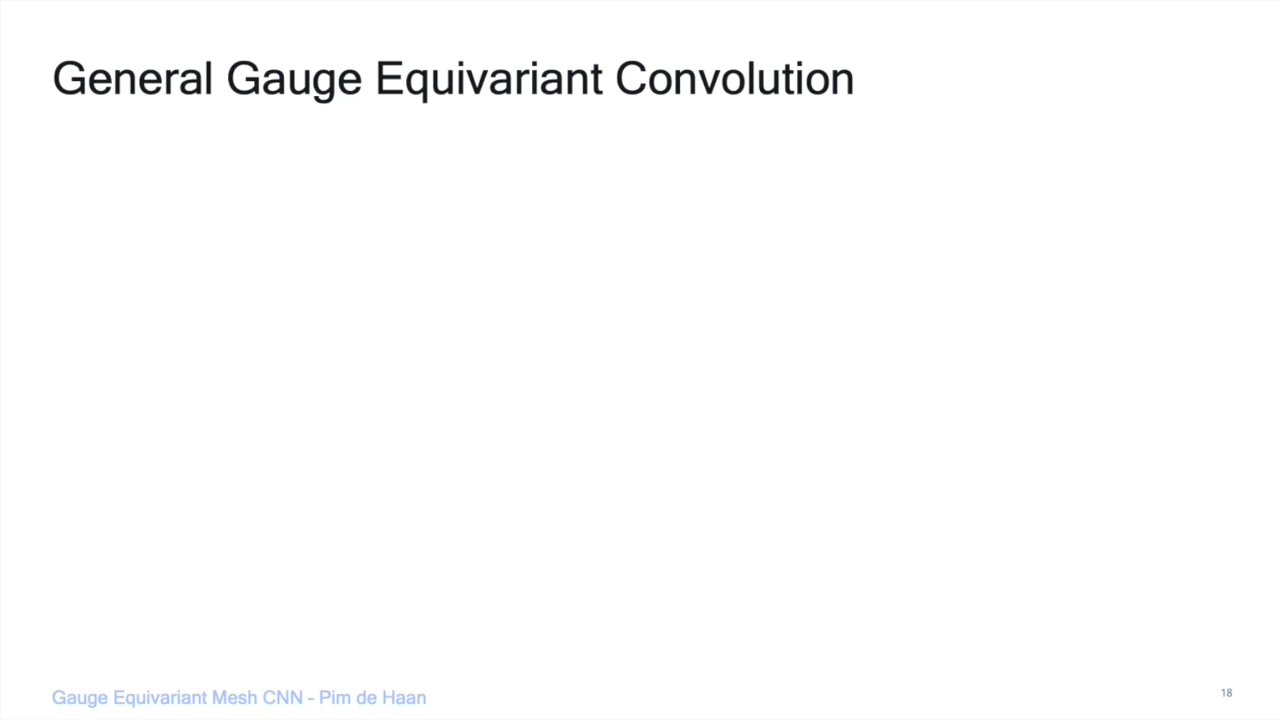 General Gauge Equivariant Convolution
Gauge Equivariant Mesh CNN - Pim de Haan
18